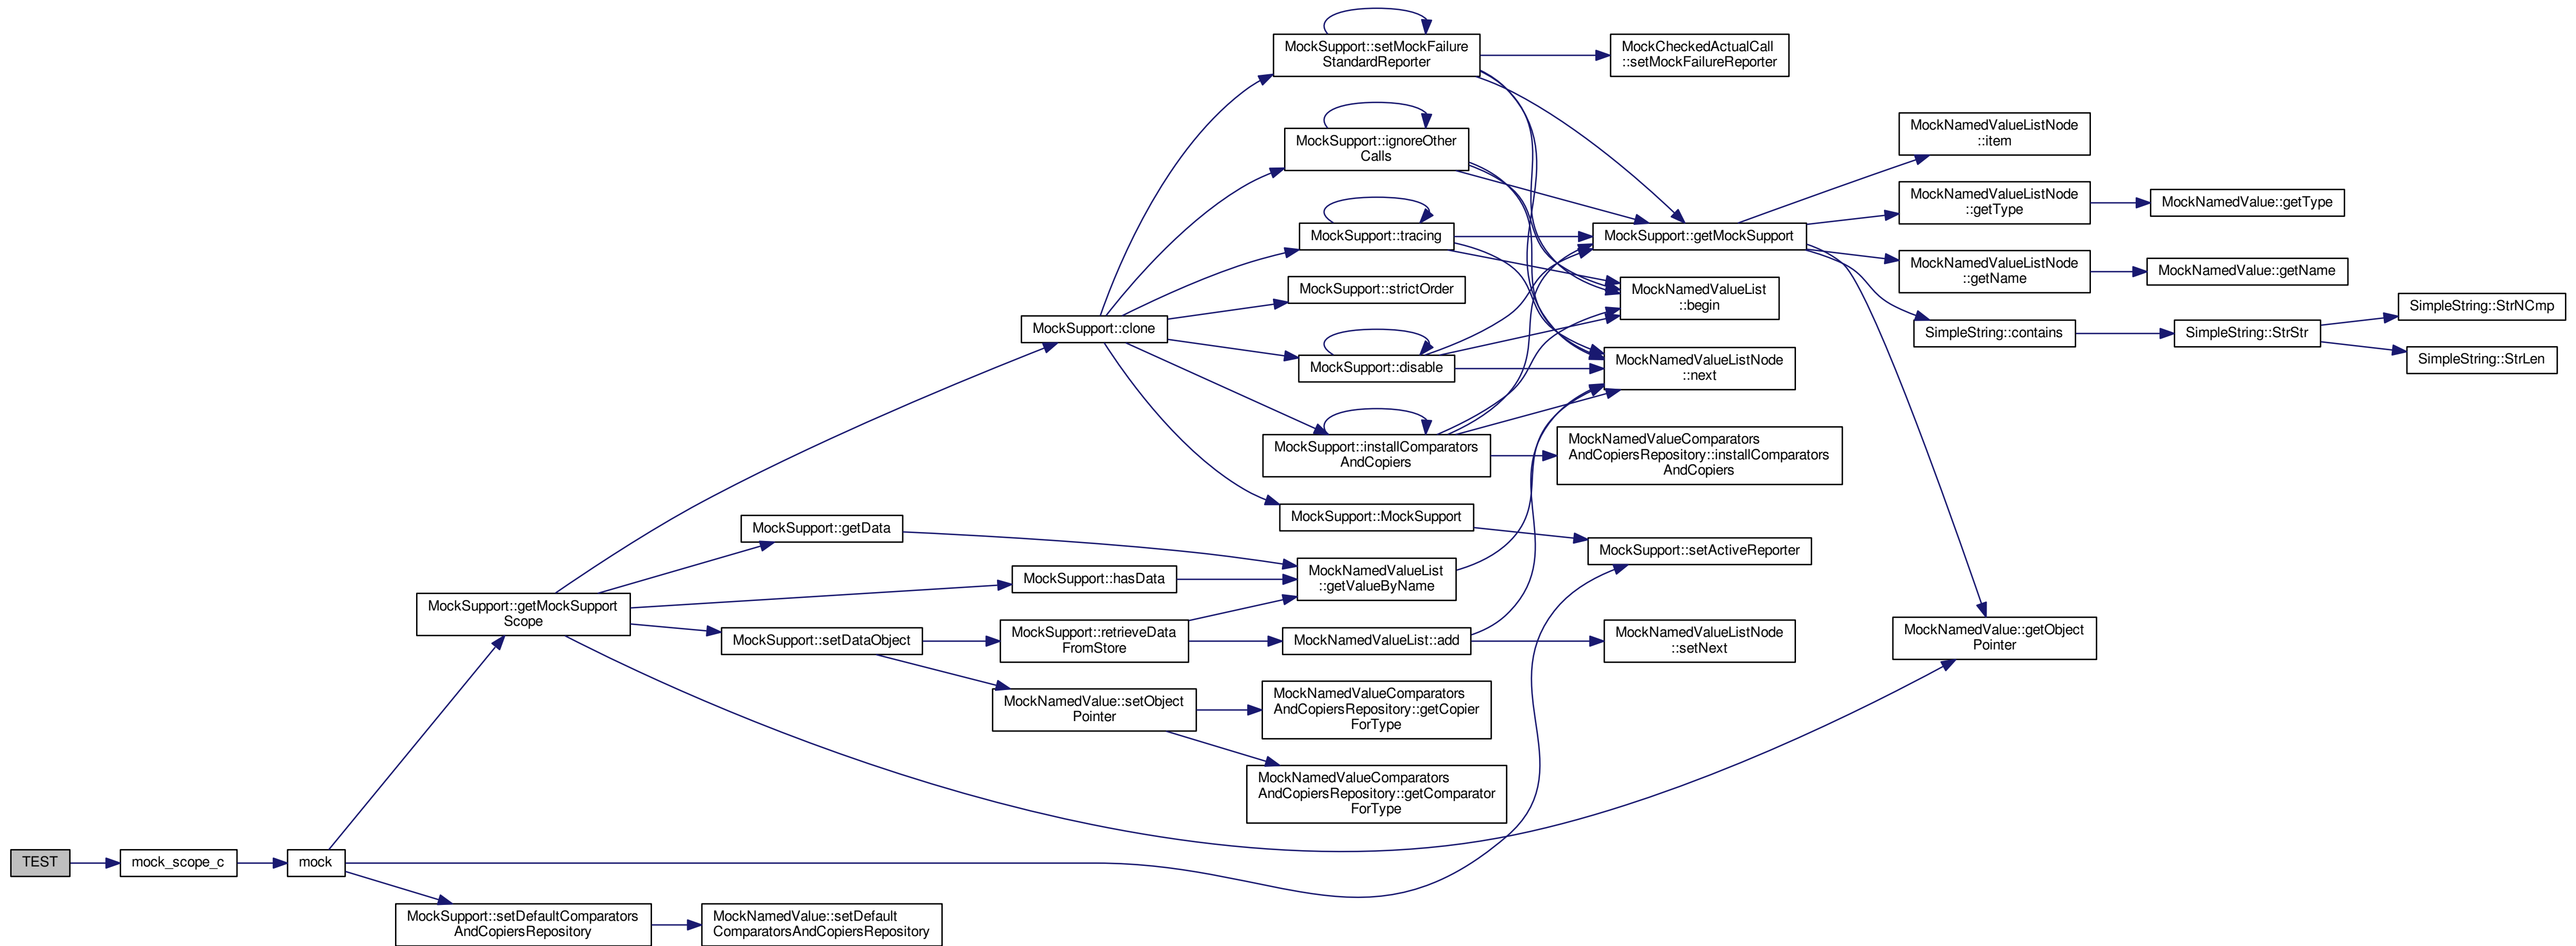 MockSupport::setMockFailure
StandardReporter
MockCheckedActualCall
::setMockFailureReporter
MockSupport::ignoreOther
Calls
MockNamedValueListNode
::item
MockNamedValueListNode
::getType
MockNamedValue::getType
MockSupport::tracing
MockSupport::getMockSupport
MockNamedValueListNode
::getName
MockNamedValue::getName
MockSupport::strictOrder
MockNamedValueList
::begin
MockSupport::clone
SimpleString::contains
SimpleString::StrStr
SimpleString::StrNCmp
SimpleString::StrLen
MockSupport::disable
MockNamedValueListNode
::next
MockSupport::installComparators
AndCopiers
MockNamedValueComparators
AndCopiersRepository::installComparators
AndCopiers
MockSupport::MockSupport
MockSupport::getData
MockSupport::setActiveReporter
MockSupport::hasData
MockNamedValueList
::getValueByName
MockSupport::getMockSupport
Scope
MockSupport::setDataObject
MockSupport::retrieveData
FromStore
MockNamedValueList::add
MockNamedValueListNode
::setNext
MockNamedValue::getObject
Pointer
MockNamedValue::setObject
Pointer
MockNamedValueComparators
AndCopiersRepository::getCopier
ForType
MockNamedValueComparators
AndCopiersRepository::getComparator
ForType
TEST
mock_scope_c
mock
MockSupport::setDefaultComparators
AndCopiersRepository
MockNamedValue::setDefault
ComparatorsAndCopiersRepository